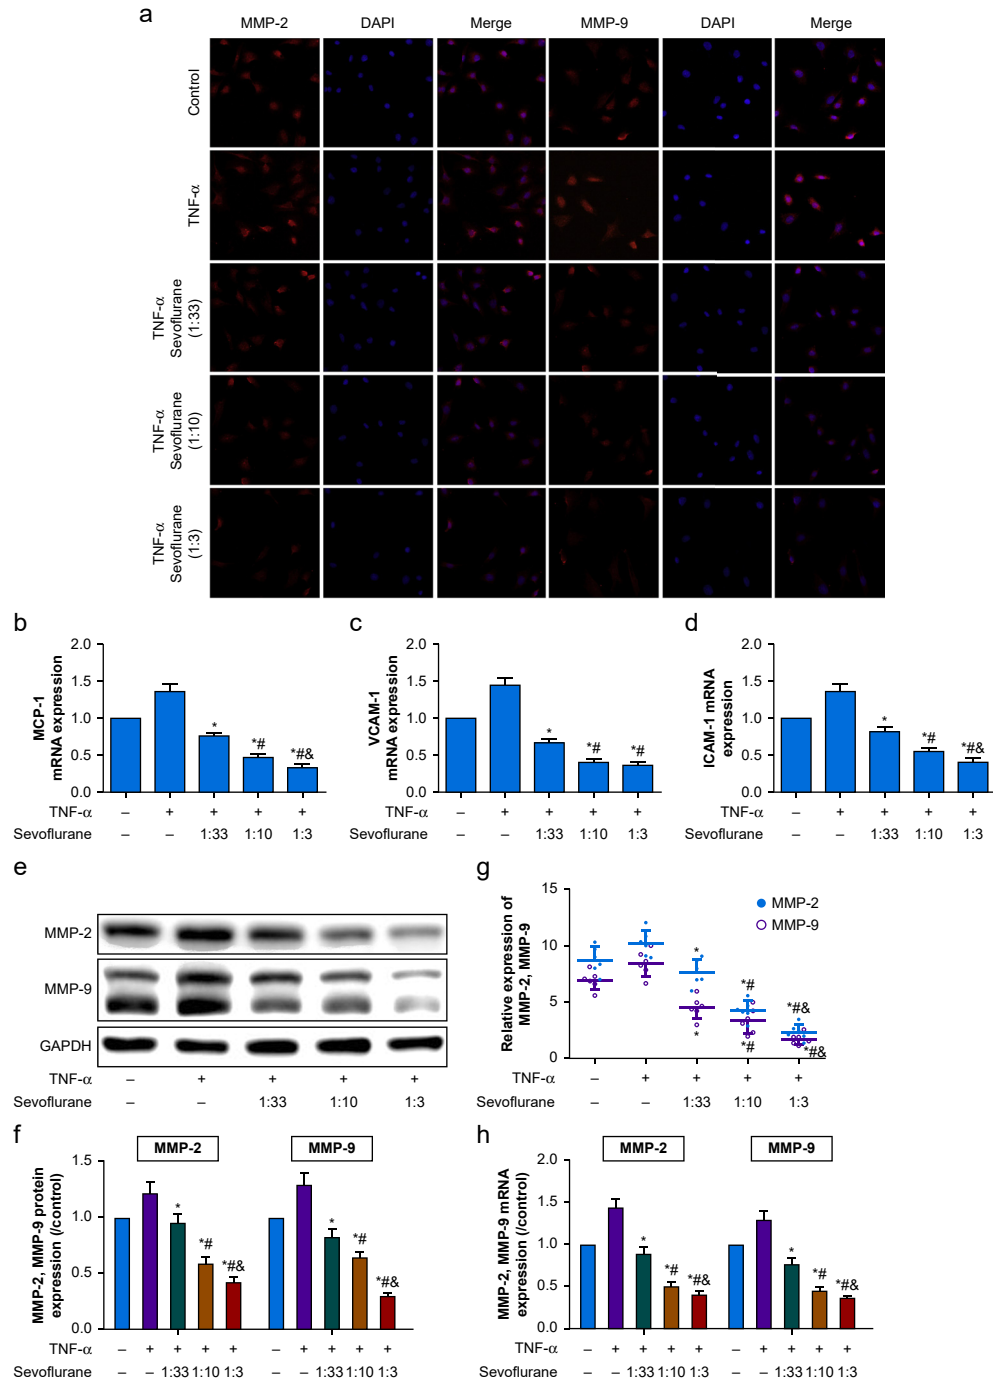 a
MMP-2 DAPI Merge MMP-9 DAPI Merge
Control
TNF-α
TNF-α
Sevoflurane
(1:33)
TNF-α
Sevoflurane
(1:10)
TNF-α
Sevoflurane
(1:3)
b
MCP-1
mRNA expression
2.0
1.5
1.0
0.5
0.0
* *# *#&
TNF-α – + + + +
Sevoflurane – – 1:33 1:10 1:3
c
VCAM-1
mRNA expression
2.0
1.5
1.0
0.5
0.0
* *# *#
– + + + +
– – 1:33 1:10 1:3
d
ICAM-1 mRNA
expression
2.0
1.5
1.0
0.5
0.0
* *# *#&
– + + + +
– – 1:33 1:10 1:3
e
MMP-2
MMP-9
GAPDH
TNF-α – + + + +
Sevoflurane – – 1:33 1:10 1:3
g
Relative expression of
MMP-2, MMP-9
15
10
5
0
MMP-2
MMP-9
* *# *#&
* *# *#&
TNF-α – + + + +
Sevoflurane – – 1:33 1:10 1:3
f
MMP-2 MMP-9
MMP-2, MMP-9 protein
expression (/control)
1.5
1.0
0.5
0.0
* *# *#& * *# *#&
TNF-α – + + + + – + + + +
Sevoflurane – – 1:33 1:10 1:3 – – 1:33 1:10 1:3
h
MMP-2 MMP-9
MMP-2, MMP-9 mRNA
expression (/control)
2.0
1.5
1.0
0.5
0.0
* *# *#& * *# *#&
TNF-α – + + + + – + + + +
Sevoflurane – – 1:33 1:10 1:3 – – 1:33 1:10 1:3